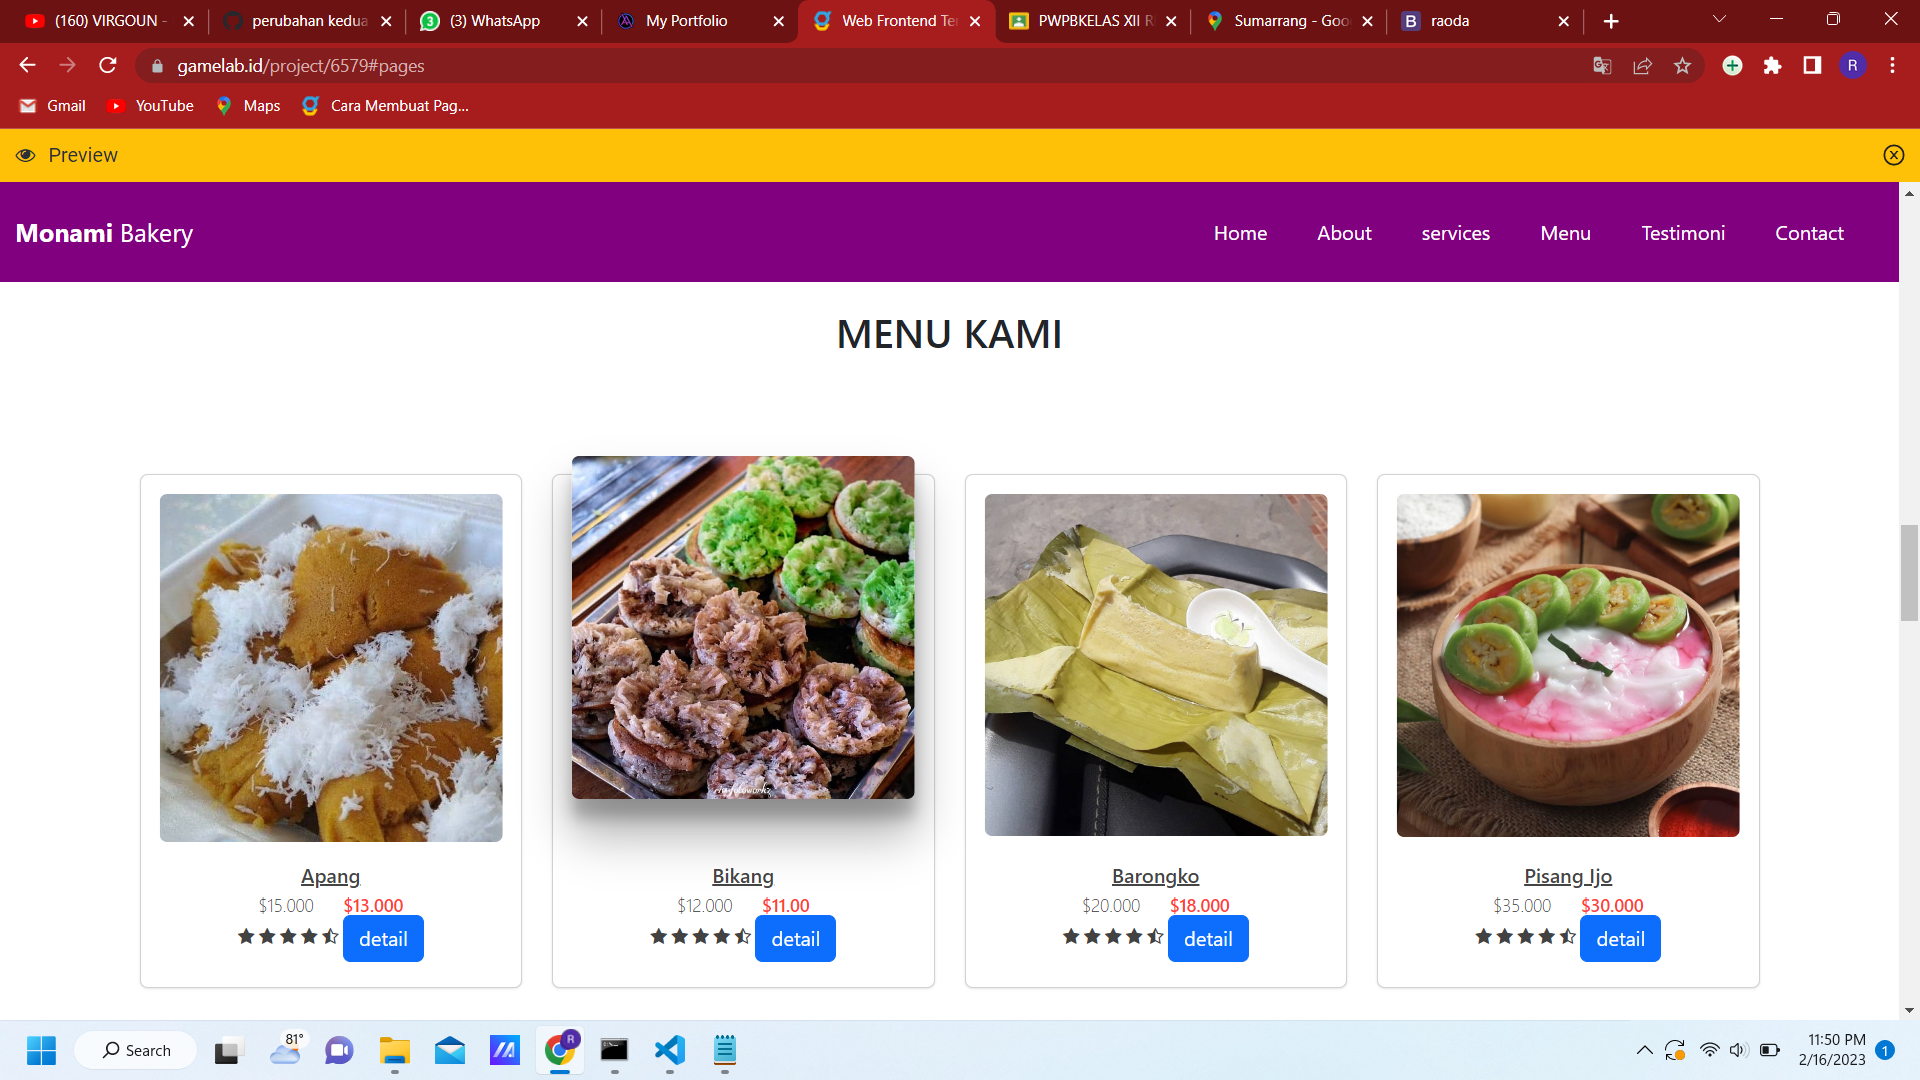 (160) VIRGOUN -
perubahan kedua
(3) WhatsApp
My Portfolio
Web Frontend Ter
PWPBKELAS XII R
Sumarrang - Goo
raoda
gamelab.id/project/6579#pages
R
Gmail
YouTube
Maps
Cara Membuat Pag...
Preview
Monami Bakery
Home
About
services
Menu
Testimoni
Contact
MENU KAMI
Apang
$15.000 $13.000
detail
Bikang
$12.000 $11.00
detail
Barongko
$20.000 $18.000
detail
Pisang Ijo
$35.000 $30.000
detail
Search
81°
R
11:50 PM
2/16/2023
1